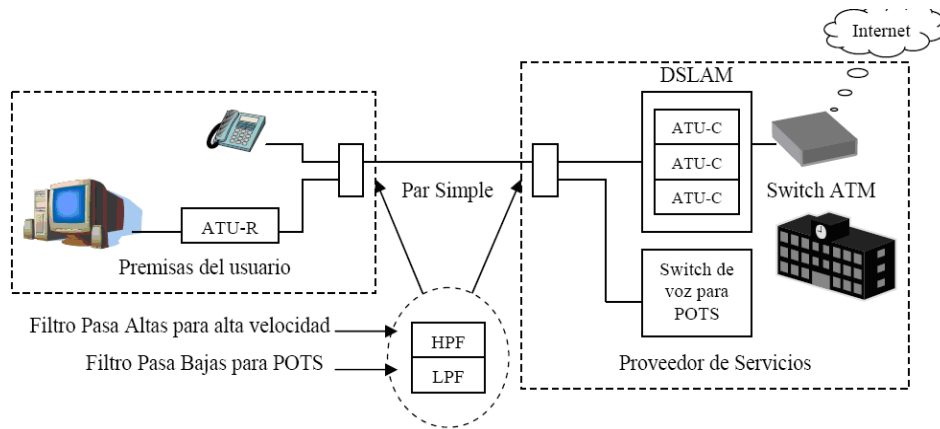 Internet
DSLAM
ATU-C
ATU-C
ATU-C
Switch ATM
Par Simple
ATU-R
Premisas del usuario
Switch de
voz para
POTS
Filtro Pasa Altas para alta velocidad
HPF
Filtro Pasa Bajas para POTS
LPF
Proveedor de Servicios